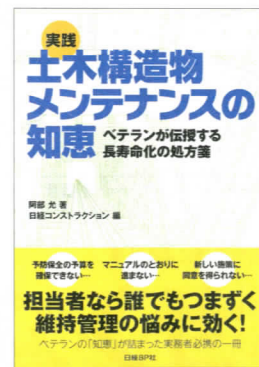 実践
土木構造物
メンテナンスの
知恵
ベテランが伝授する
長寿命化の処方箋
阿部 允 著
日経コンストラクション 編
予防保全の予算を
確保できない…
マニュアルのとおりに
進まない…
新しい施策に
同意を得られない…
担当者なら誰でもつまずく
維持管理の悩みに効く!
ベテランの「知恵」が詰まった実務者必携の一冊
日経BP社